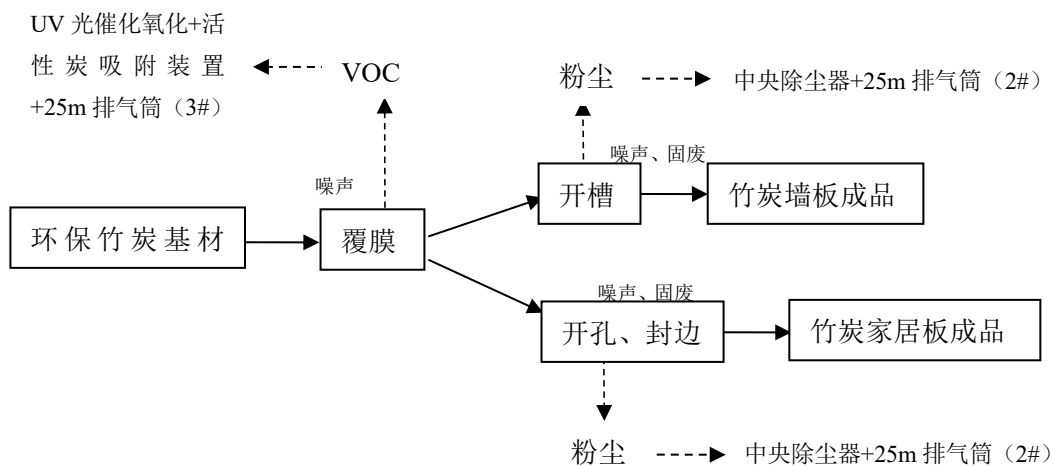 UV 光催化氧化+活
性炭吸附装置
+25m 排气筒（3#）
VOC
粉尘
中央除尘器+25m 排气筒（2#）
噪声
噪声、固废
环保竹炭基材
覆膜
开槽
竹炭墙板成品
噪声、固废
开孔、封边
竹炭家居板成品
粉尘
中央除尘器+25m 排气筒（2#）